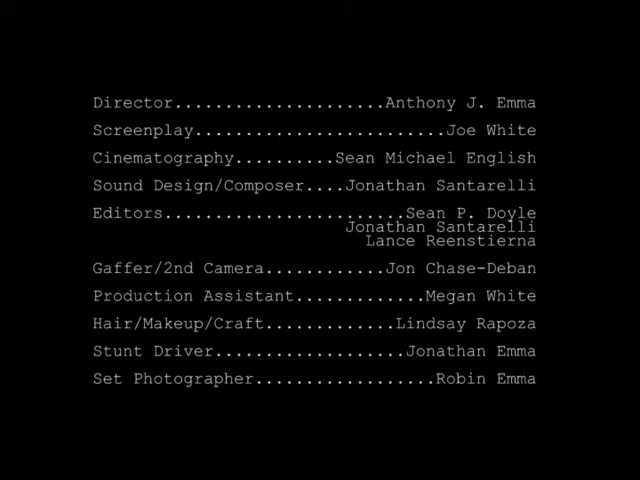 Director.....................Anthony J. Emma
Screenplay.........................Joe White
Cinematography..........Sean Michael English
Sound Design/Composer....Jonathan Santarelli
Editors........................Sean P. Doyle
Jonathan Santarelli
Lance Reenstierna
Gaffer/2nd Camera............Jon Chase-Deban
Production Assistant.............Megan White
Hair/Makeup/Craft.............Lindsay Rapoza
Stunt Driver...................Jonathan Emma
Set Photographer..................Robin Emma